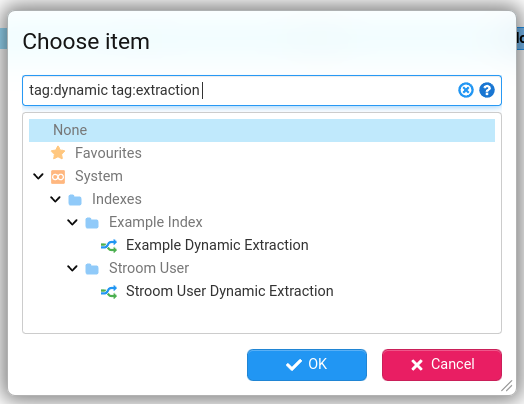 Choose item
tag:dynamic tag:extraction
None
Favourites
System
Indexes
Example Index
Example Dynamic Extraction
Stroom User
Stroom User Dynamic Extraction
OK
Cancel